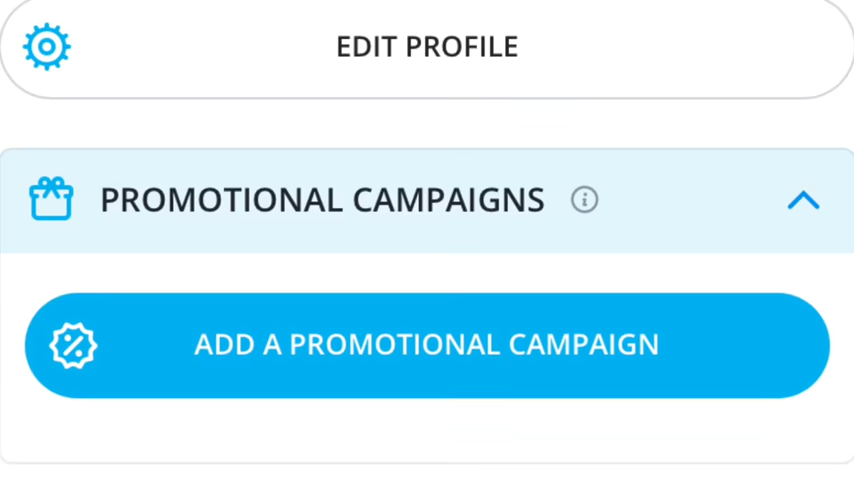 EDIT PROFILE
PROMOTIONAL CAMPAIGNS
ADD A PROMOTIONAL CAMPAIGN